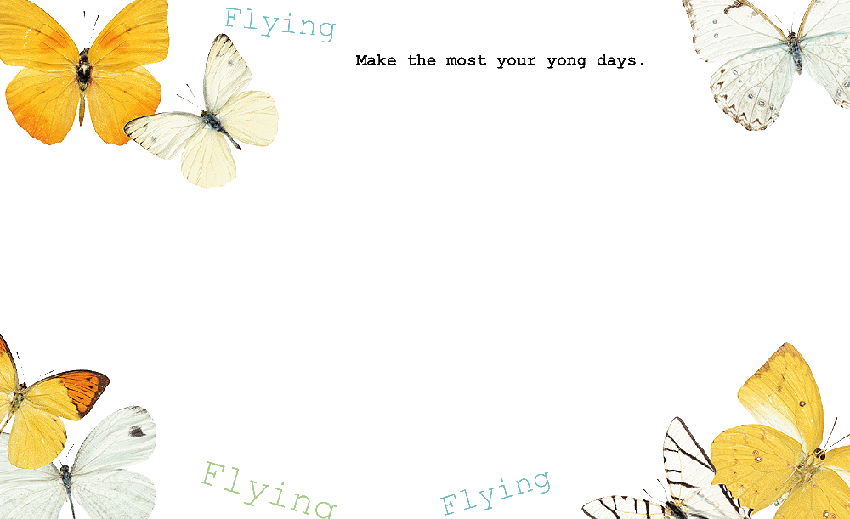 Flying
Make the most your yong days.
Flying
Flying